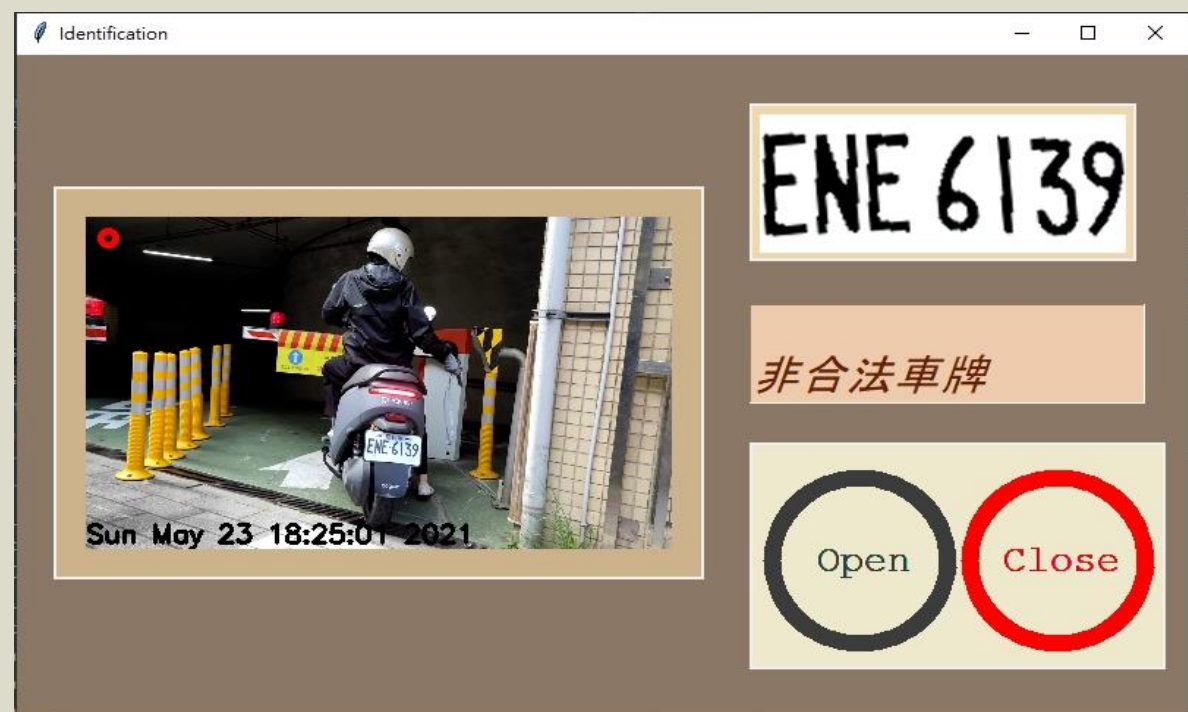 Identification
ENE 6139
ENE-6139
Sun May 23 18:25:01 2021
非合法車牌
Open
Close